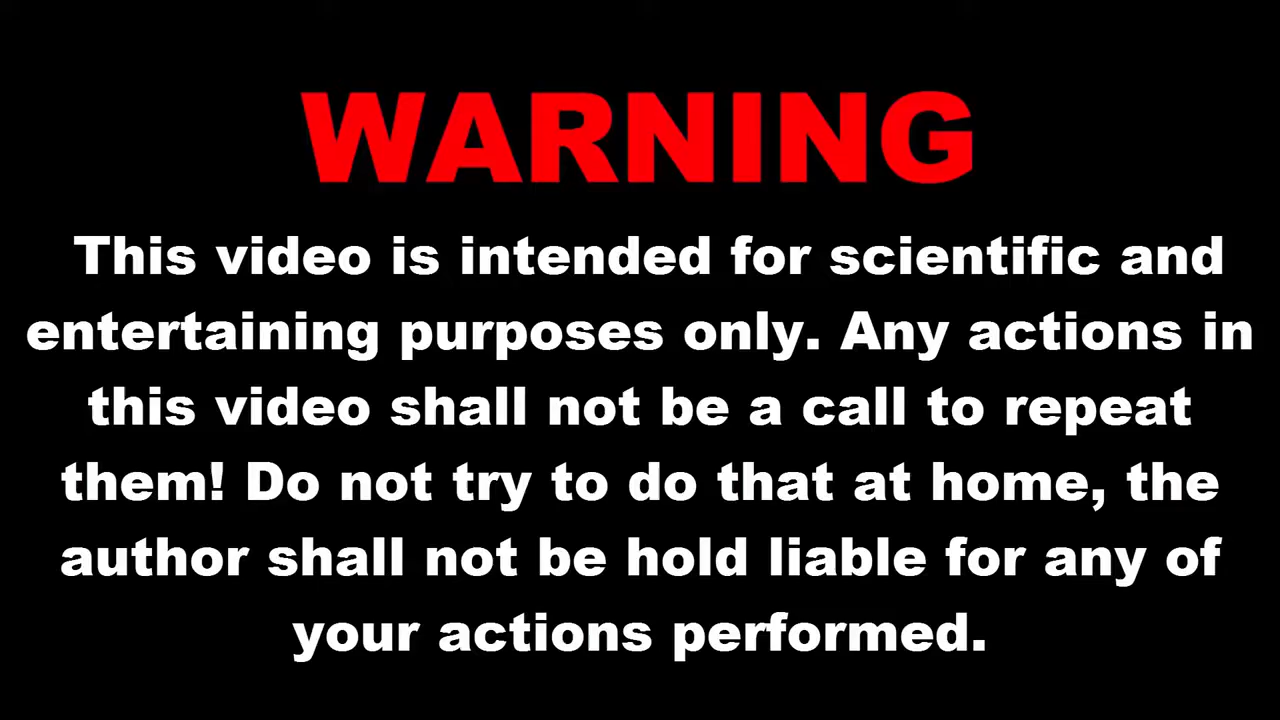 WARNING
This video is intended for scientific and
entertaining purposes only. Any actions in
this video shall not be a call to repeat
them! Do not try to do that at home, the
author shall not be hold liable for any of
your actions performed.